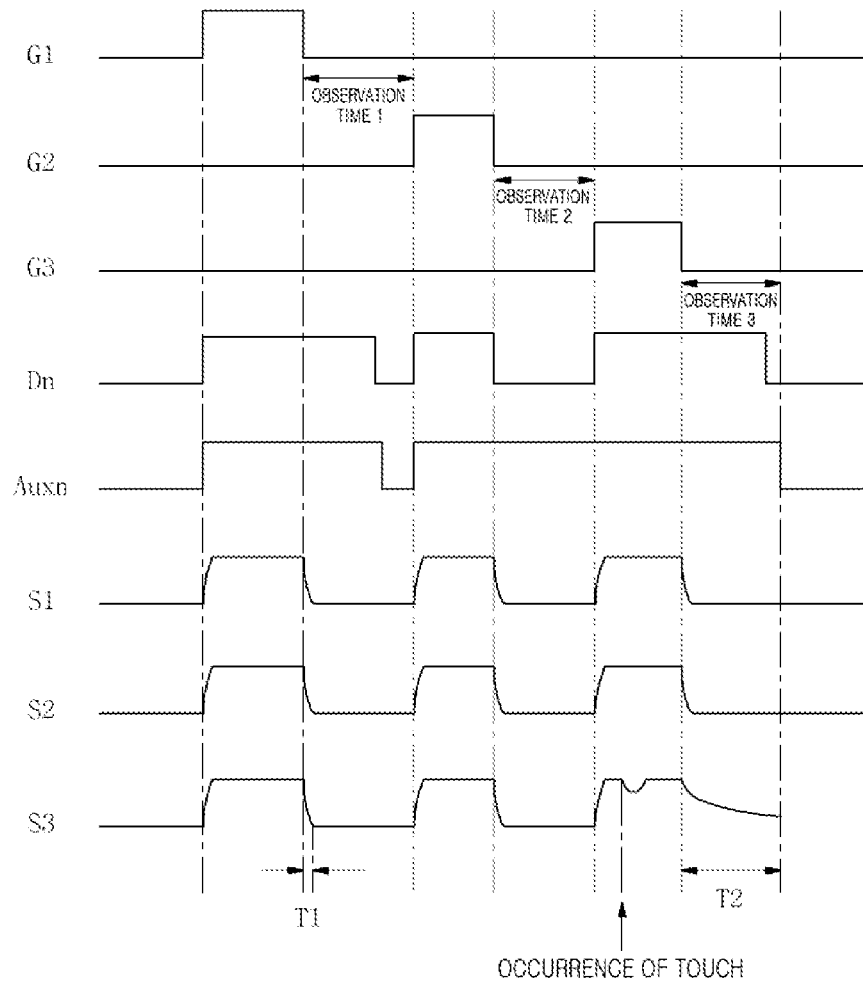 G1
OBSERVATION
TIME 1
G2
OBSERVATION
TIME 2
G3
OBSERVATION
TIME 3
Dn
Auxn
S1
S2
S3
T1
T2
OCCURRENCE OF TOUCH